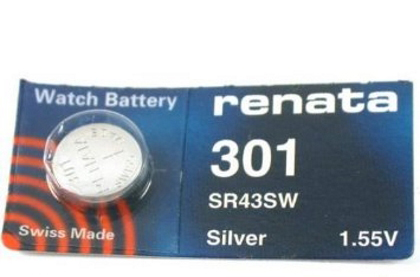 Watch Battery
renata
301
SR43SW
Swiss Made
Silver 1.55V